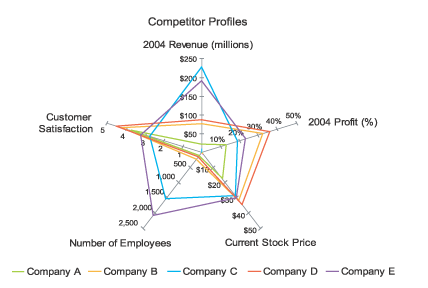 Competitor Profiles
2004 Revenue (millions)
$250
$200
$150
$100
$50
10%
20%
30%
40%
50%
2004 Profit (%)
Customer
Satisfaction
5
4
3
2
1
500
1,000
1,500
2,000
2,500
$10
$20
$30
$40
$50
Number of Employees
Current Stock Price
Company A
Company B
Company C
Company D
Company E